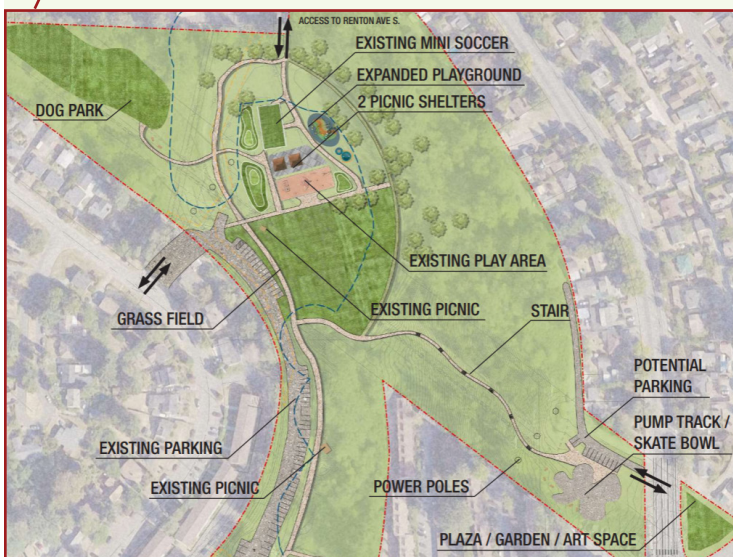 ACCESS TO RENTON AVE S.
EXISTING MINI SOCCER
EXPANDED PLAYGROUND
2 PICNIC SHELTERS
DOG PARK
EXISTING PLAY AREA
EXISTING PICNIC
STAIR
GRASS FIELD
POTENTIAL
PARKING
PUMP TRACK /
SKATE BOWL
EXISTING PARKING
EXISTING PICNIC
POWER POLES
PLAZA / GARDEN / ART SPACE